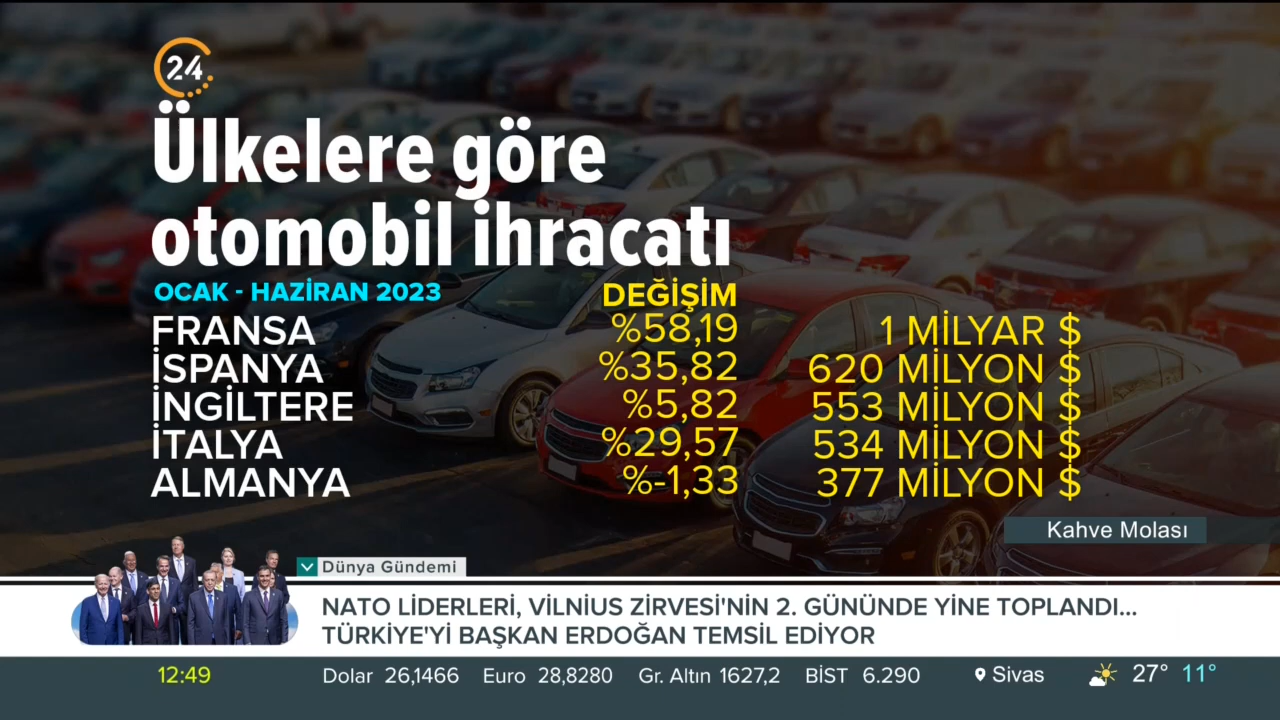 24
Ülkelere göre
otomobil ihracatı
OCAK - HAZİRAN 2023 DEĞİŞİM
FRANSA %58,19 1 MİLYAR $
İSPANYA %35,82 620 MİLYON $
İNGİLTERE %5,82 553 MİLYON $
İTALYA %29,57 534 MİLYON $
ALMANYA %-1,33 377 MİLYON $
Kahve Molası
Dünya Gündemi
NATO LİDERLERİ, VİLNİUS ZİRVESİ'NİN 2. GÜNÜNDE YİNE TOPLANDI...
TÜRKİYE'Yİ BAŞKAN ERDOĞAN TEMSİL EDİYOR
12:49 Dolar 26,1466 Euro 28,8280 Gr. Altın 1627,2 BİST 6.290 Sivas 27° 11°